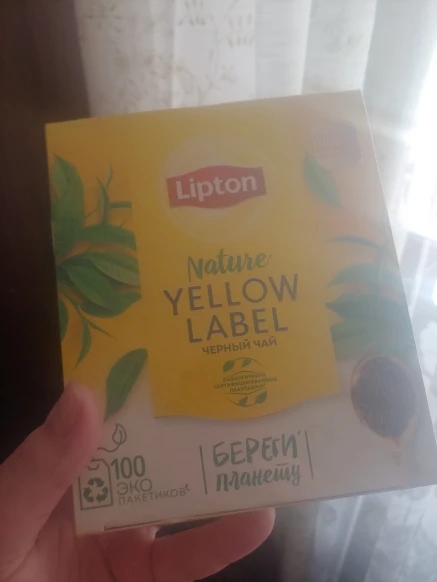 Lipton
Nature
YELLOW
LABEL
ЧЕРНЫЙ ЧАЙ
100
ЭКО
ПАКЕТИКОВ
БЕРЕГИ
планету